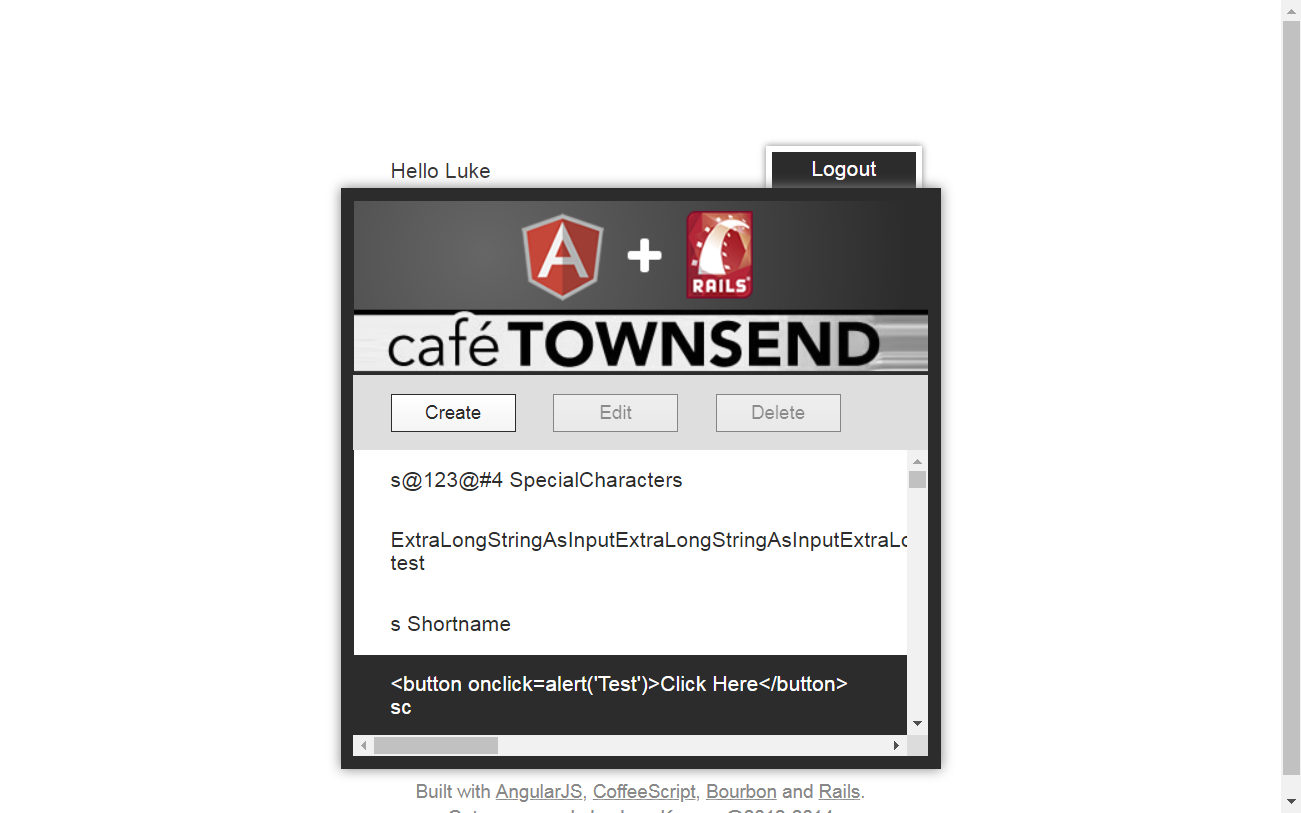 Hello Luke
Logout
A + RAILS
café TOWNSEND
Create Edit Delete
s@123@#4 SpecialCharacters
ExtraLongStringAsInputExtraLongStringAsInputExtraLo
test
s Shortname
<button onclick=alert('Test')>Click Here</button>
sc
Built with AngularJS, CoffeeScript, Bourbon and Rails.